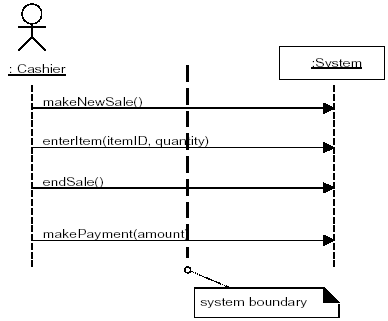 : Cashier
:System
makeNewSale()
enterItem(itemID, quantity)
endSale()
makePayment(amount)
system boundary